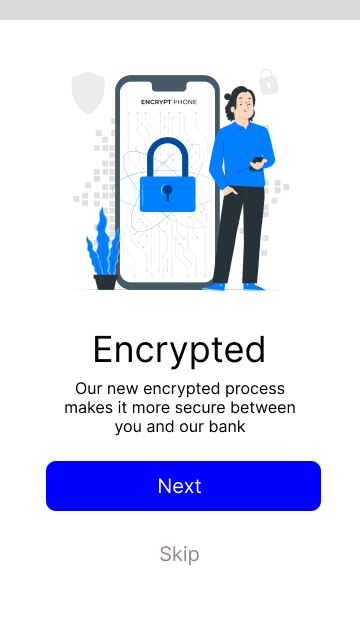 ENCRYPT PHONE
Encrypted
Our new encrypted process
makes it more secure between
you and our bank
Next
Skip